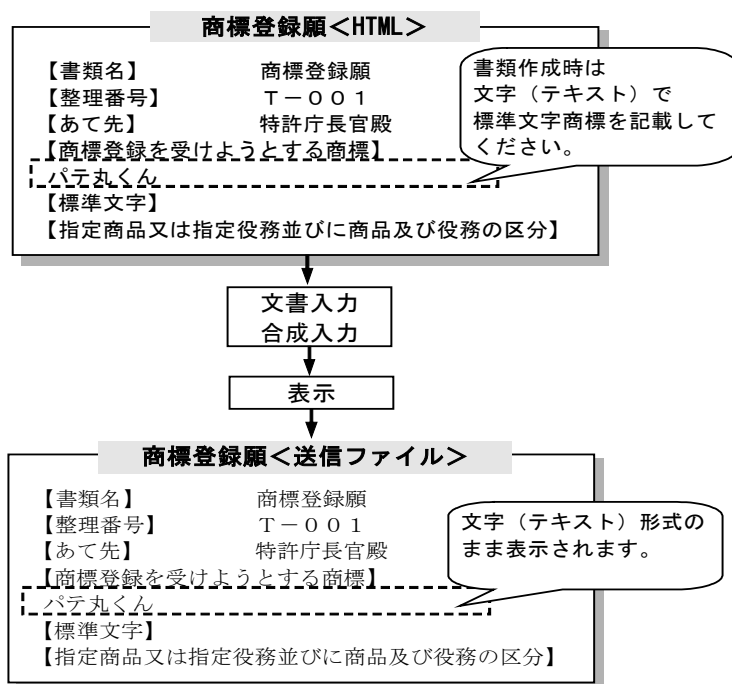 商標登録願＜HTML＞
【書類名】　　　　　商標登録願
【整理番号】　　　　Ｔ－００１
【あて先】　　　　　特許庁長官殿
【商標登録を受けようとする商標】
パテ丸くん
【標準文字】
【指定商品又は指定役務並びに商品及び役務の区分】
書類作成時は
文字（テキスト）で
標準文字商標を記載して
ください。
文書入力
合成入力
表示
商標登録願＜送信ファイル＞
【書類名】　　　　　商標登録願
【整理番号】　　　　Ｔ－００１
【あて先】　　　　　特許庁長官殿
【商標登録を受けようとする商標】
パテ丸くん
【標準文字】
【指定商品又は指定役務並びに商品及び役務の区分】
文字（テキスト）形式の
まま表示されます。